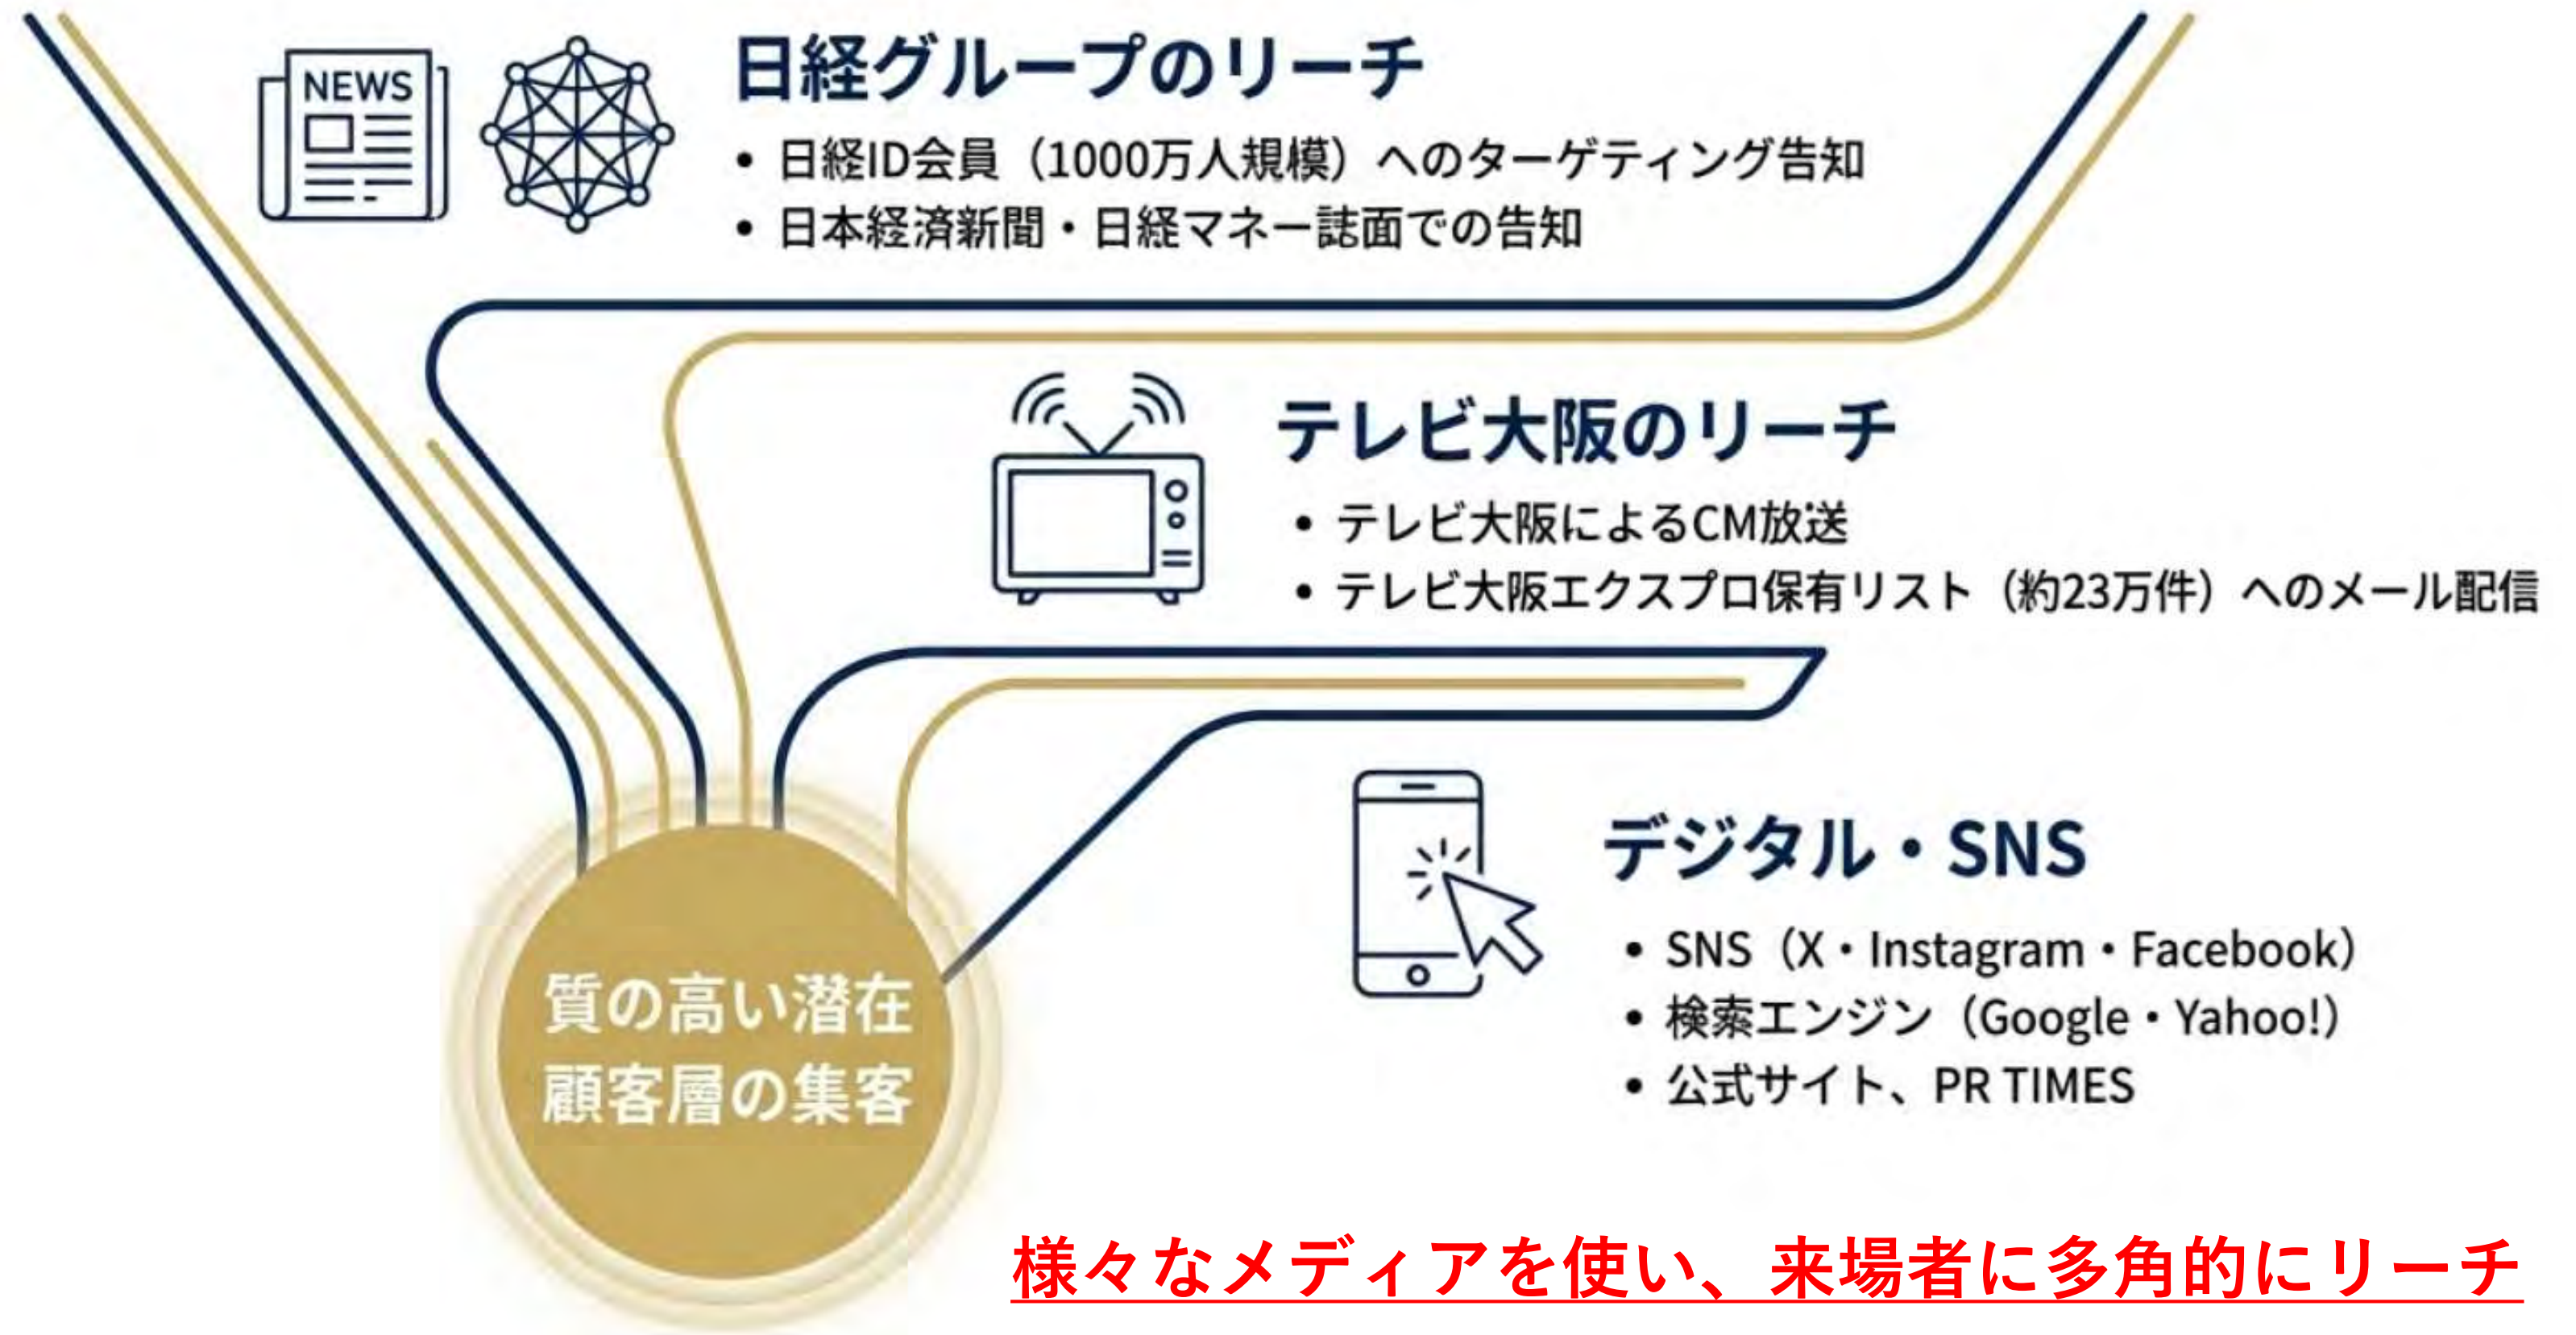 NEWS
日経グループのリーチ
• 日経ID会員（1000万人規模）へのターゲティング告知
• 日本経済新聞・日経マネー誌面での告知
テレビ大阪のリーチ
• テレビ大阪によるCM放送
• テレビ大阪エクスプロ保有リスト（約23万件）へのメール配信
デジタル・SNS
• SNS（X・Instagram・Facebook）
• 検索エンジン（Google・Yahoo!）
• 公式サイト、PR TIMES
質の高い潜在
顧客層の集客
様々なメディアを使い、来場者に多角的にリーチ